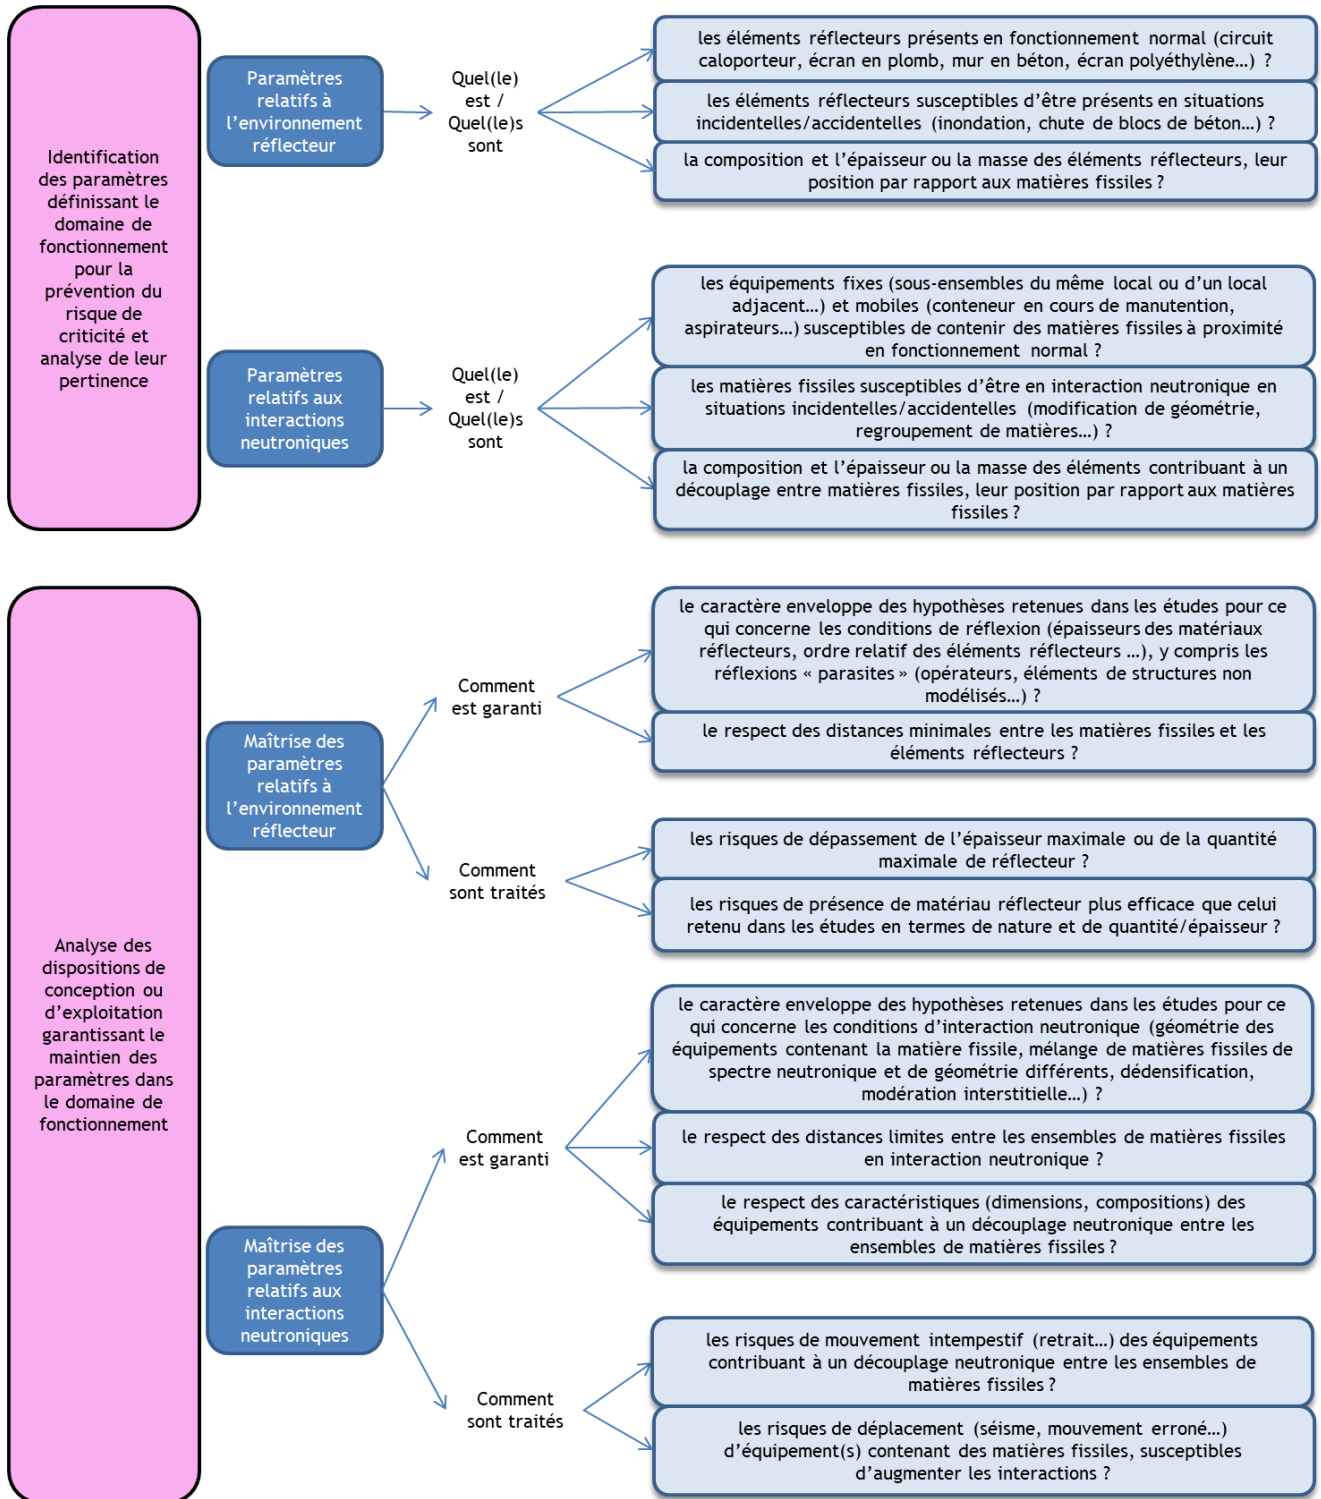 Identification
des paramètres
définissant le
domaine de
fonctionnement
pour la
prévention du
risque de
criticité et
analyse de leur
pertinence
Paramètres
relatifs à
l’environnement
réflecteur
Quel(le)
est /
Quel(le)s
sont
les éléments réflecteurs présents en fonctionnement normal (circuit
caloporteur, écran en plomb, mur en béton, écran polyéthylène…) ?
les éléments réflecteurs susceptibles d’être présents en situations
incidentelles/accidentelles (inondation, chute de blocs de béton…) ?
la composition et l’épaisseur ou la masse des éléments réflecteurs, leur
position par rapport aux matières fissiles ?
Paramètres
relatifs aux
interactions
neutroniques
Quel(le)
est /
Quel(le)s
sont
les équipements fixes (sous-ensembles du même local ou d’un local
adjacent…) et mobiles (conteneur en cours de manutention,
aspirateurs…) susceptibles de contenir des matières fissiles à proximité
en fonctionnement normal ?
les matières fissiles susceptibles d’être en interaction neutronique en
situations incidentelles/accidentelles (modification de géométrie,
regroupement de matières…) ?
la composition et l’épaisseur ou la masse des éléments contribuant à un
découplage entre matières fissiles, leur position par rapport aux matières
fissiles ?
Analyse des
dispositions de
conception ou
d’exploitation
garantissant le
maintien des
paramètres dans
le domaine de
fonctionnement
Maîtrise des
paramètres
relatifs à
l’environnement
réflecteur
Comment
est garanti
le caractère enveloppe des hypothèses retenues dans les études pour ce
qui concerne les conditions de réflexion (épaisseurs des matériaux
réflecteurs, ordre relatif des éléments réflecteurs …), y compris les
réflexions « parasites » (opérateurs, éléments de structures non
modélisés…) ?
le respect des distances minimales entre les matières fissiles et les
éléments réflecteurs ?
Comment
sont traités
les risques de dépassement de l’épaisseur maximale ou de la quantité
maximale de réflecteur ?
les risques de présence de matériau réflecteur plus efficace que celui
retenu dans les études en termes de nature et de quantité/épaisseur ?
Maîtrise des
paramètres
relatifs aux
interactions
neutroniques
Comment
est garanti
le caractère enveloppe des hypothèses retenues dans les études pour ce
qui concerne les conditions d’interaction neutronique (géométrie des
équipements contenant la matière fissile, mélange de matières fissiles de
spectre neutronique et de géométrie différents, dédensification,
modération interstitielle…) ?
le respect des distances limites entre les ensembles de matières fissiles
en interaction neutronique ?
le respect des caractéristiques (dimensions, compositions) des
équipements contribuant à un découplage neutronique entre les
ensembles de matières fissiles ?
Comment
sont traités
les risques de mouvement intempestif (retrait…) des équipements
contribuant à un découplage neutronique entre les ensembles de
matières fissiles ?
les risques de déplacement (séisme, mouvement erroné…)
d’équipement(s) contenant des matières fissiles, susceptibles
d’augmenter les interactions ?